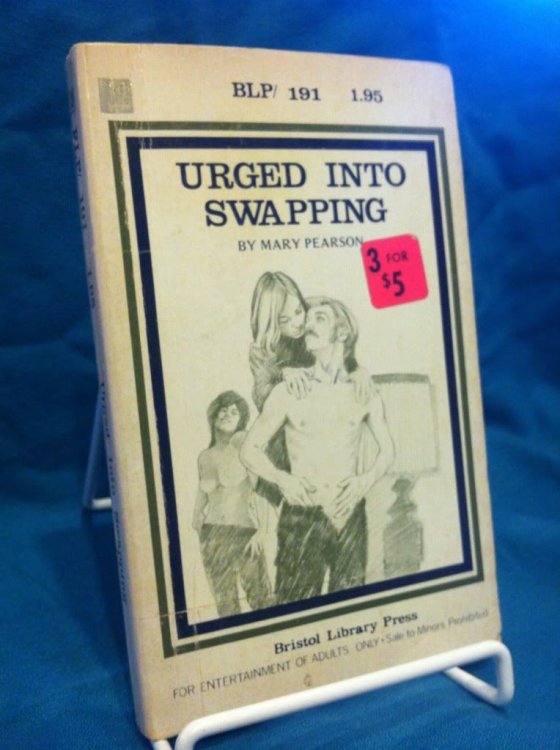 BLP/ 191 1.95
URGED INTO
SWAPPING
BY MARY PEARSON
3 FOR
$5
Bristol Library Press
FOR ENTERTAINMENT OF ADULTS ONLY • Sale to Minors Prohibited